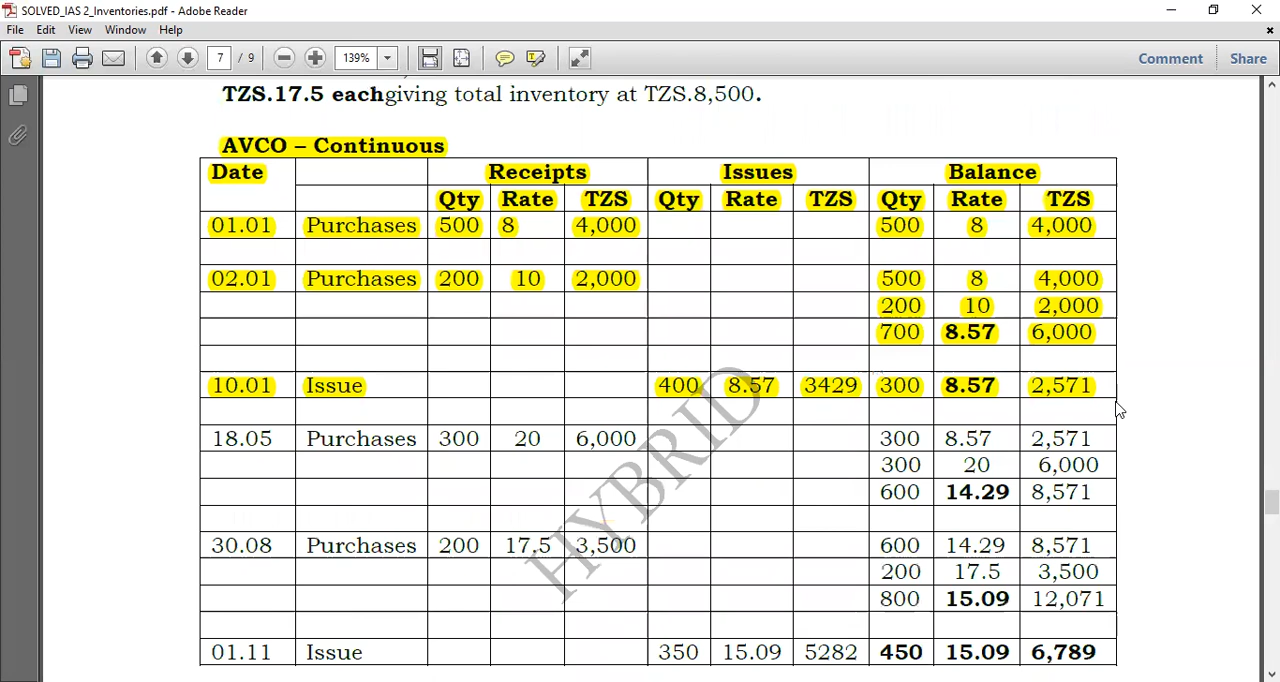 SOLVED_IAS 2_Inventories.pdf - Adobe Reader
File Edit View Window Help
7 / 9 139% Comment Share
TZS.17.5 eachgiving total inventory at TZS.8,500.
AVCO – Continuous
Date Receipts Issues Balance
Qty Rate TZS Qty Rate TZS Qty Rate TZS
01.01 Purchases 500 8 4,000 500 8 4,000
02.01 Purchases 200 10 2,000 500 8 4,000
200 10 2,000
700 8.57 6,000
10.01 Issue 400 8.57 3429 300 8.57 2,571
18.05 Purchases 300 20 6,000 300 8.57 2,571
300 20 6,000
600 14.29 8,571
30.08 Purchases 200 17.5 3,500 600 14.29 8,571
200 17.5 3,500
800 15.09 12,071
01.11 Issue 350 15.09 5282 450 15.09 6,789
HYBRID